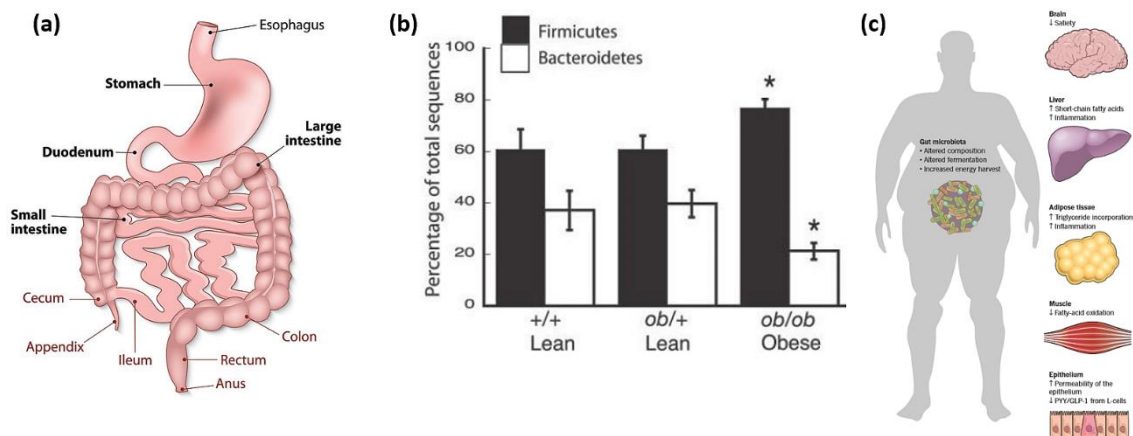 (a)
Esophagus
Stomach
Large
intestine
Duodenum
Small
intestine
Cecum
Colon
Appendix
Ileum
Rectum
Anus
(b)
Firmicutes
Bacteroidetes
Percentage of total sequences
100
80
60
40
20
0
*
*
+/+
Lean
ob/+
Lean
ob/ob
Obese
(c)
Gut microbiota
• Altered composition
• Altered fermentation
• Increased energy harvest
Brain
↓ Satiety
Liver
↑ Short-chain fatty acids
↑ Inflammation
Adipose tissue
↑ Triglyceride incorporation
↑ Inflammation
Muscle
↓ Fatty-acid oxidation
Epithelium
↑ Permeability of the
epithelium
↓ PYY/GLP-1 from L-cells